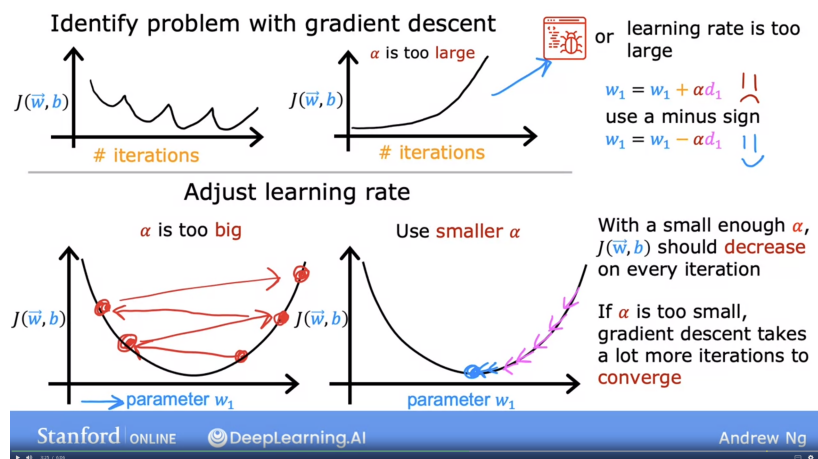 Identify problem with gradient descent
J(w⃗, b)
# iterations
α is too large
J(w⃗, b)
# iterations
or learning rate is too
large
w₁ = w₁ + αd₁
use a minus sign
w₁ = w₁ − αd₁
Adjust learning rate
α is too big
J(w⃗, b)
parameter w₁
Use smaller α
J(w⃗, b)
parameter w₁
With a small enough α,
J(w⃗, b) should decrease
on every iteration
If α is too small,
gradient descent takes
a lot more iterations to
converge
Stanford | ONLINE
DeepLearning.AI
Andrew Ng